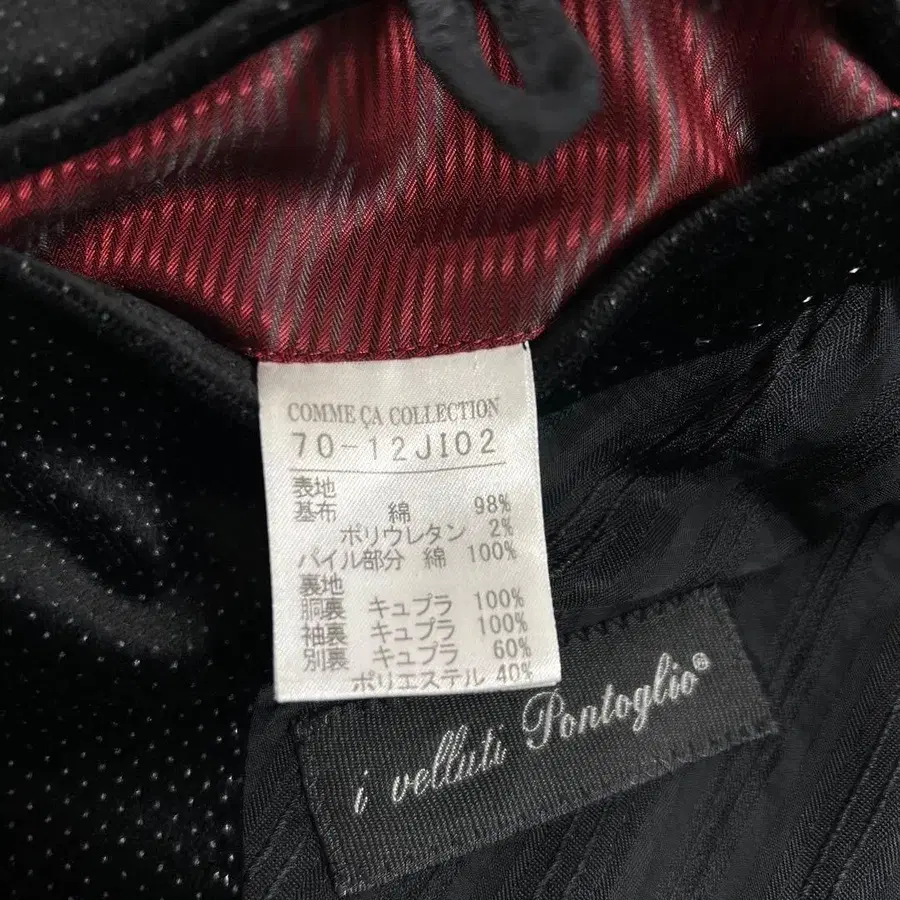 COMME ÇA COLLECTION
70-12JI02
表地
基布 綿 98%
ポリウレタン 2%
パイル部分 綿 100%
裏地
胴裏 キュプラ 100%
袖裏 キュプラ 100%
別裏 キュプラ 60%
ポリエステル 40%
i velluti Pontoglio®